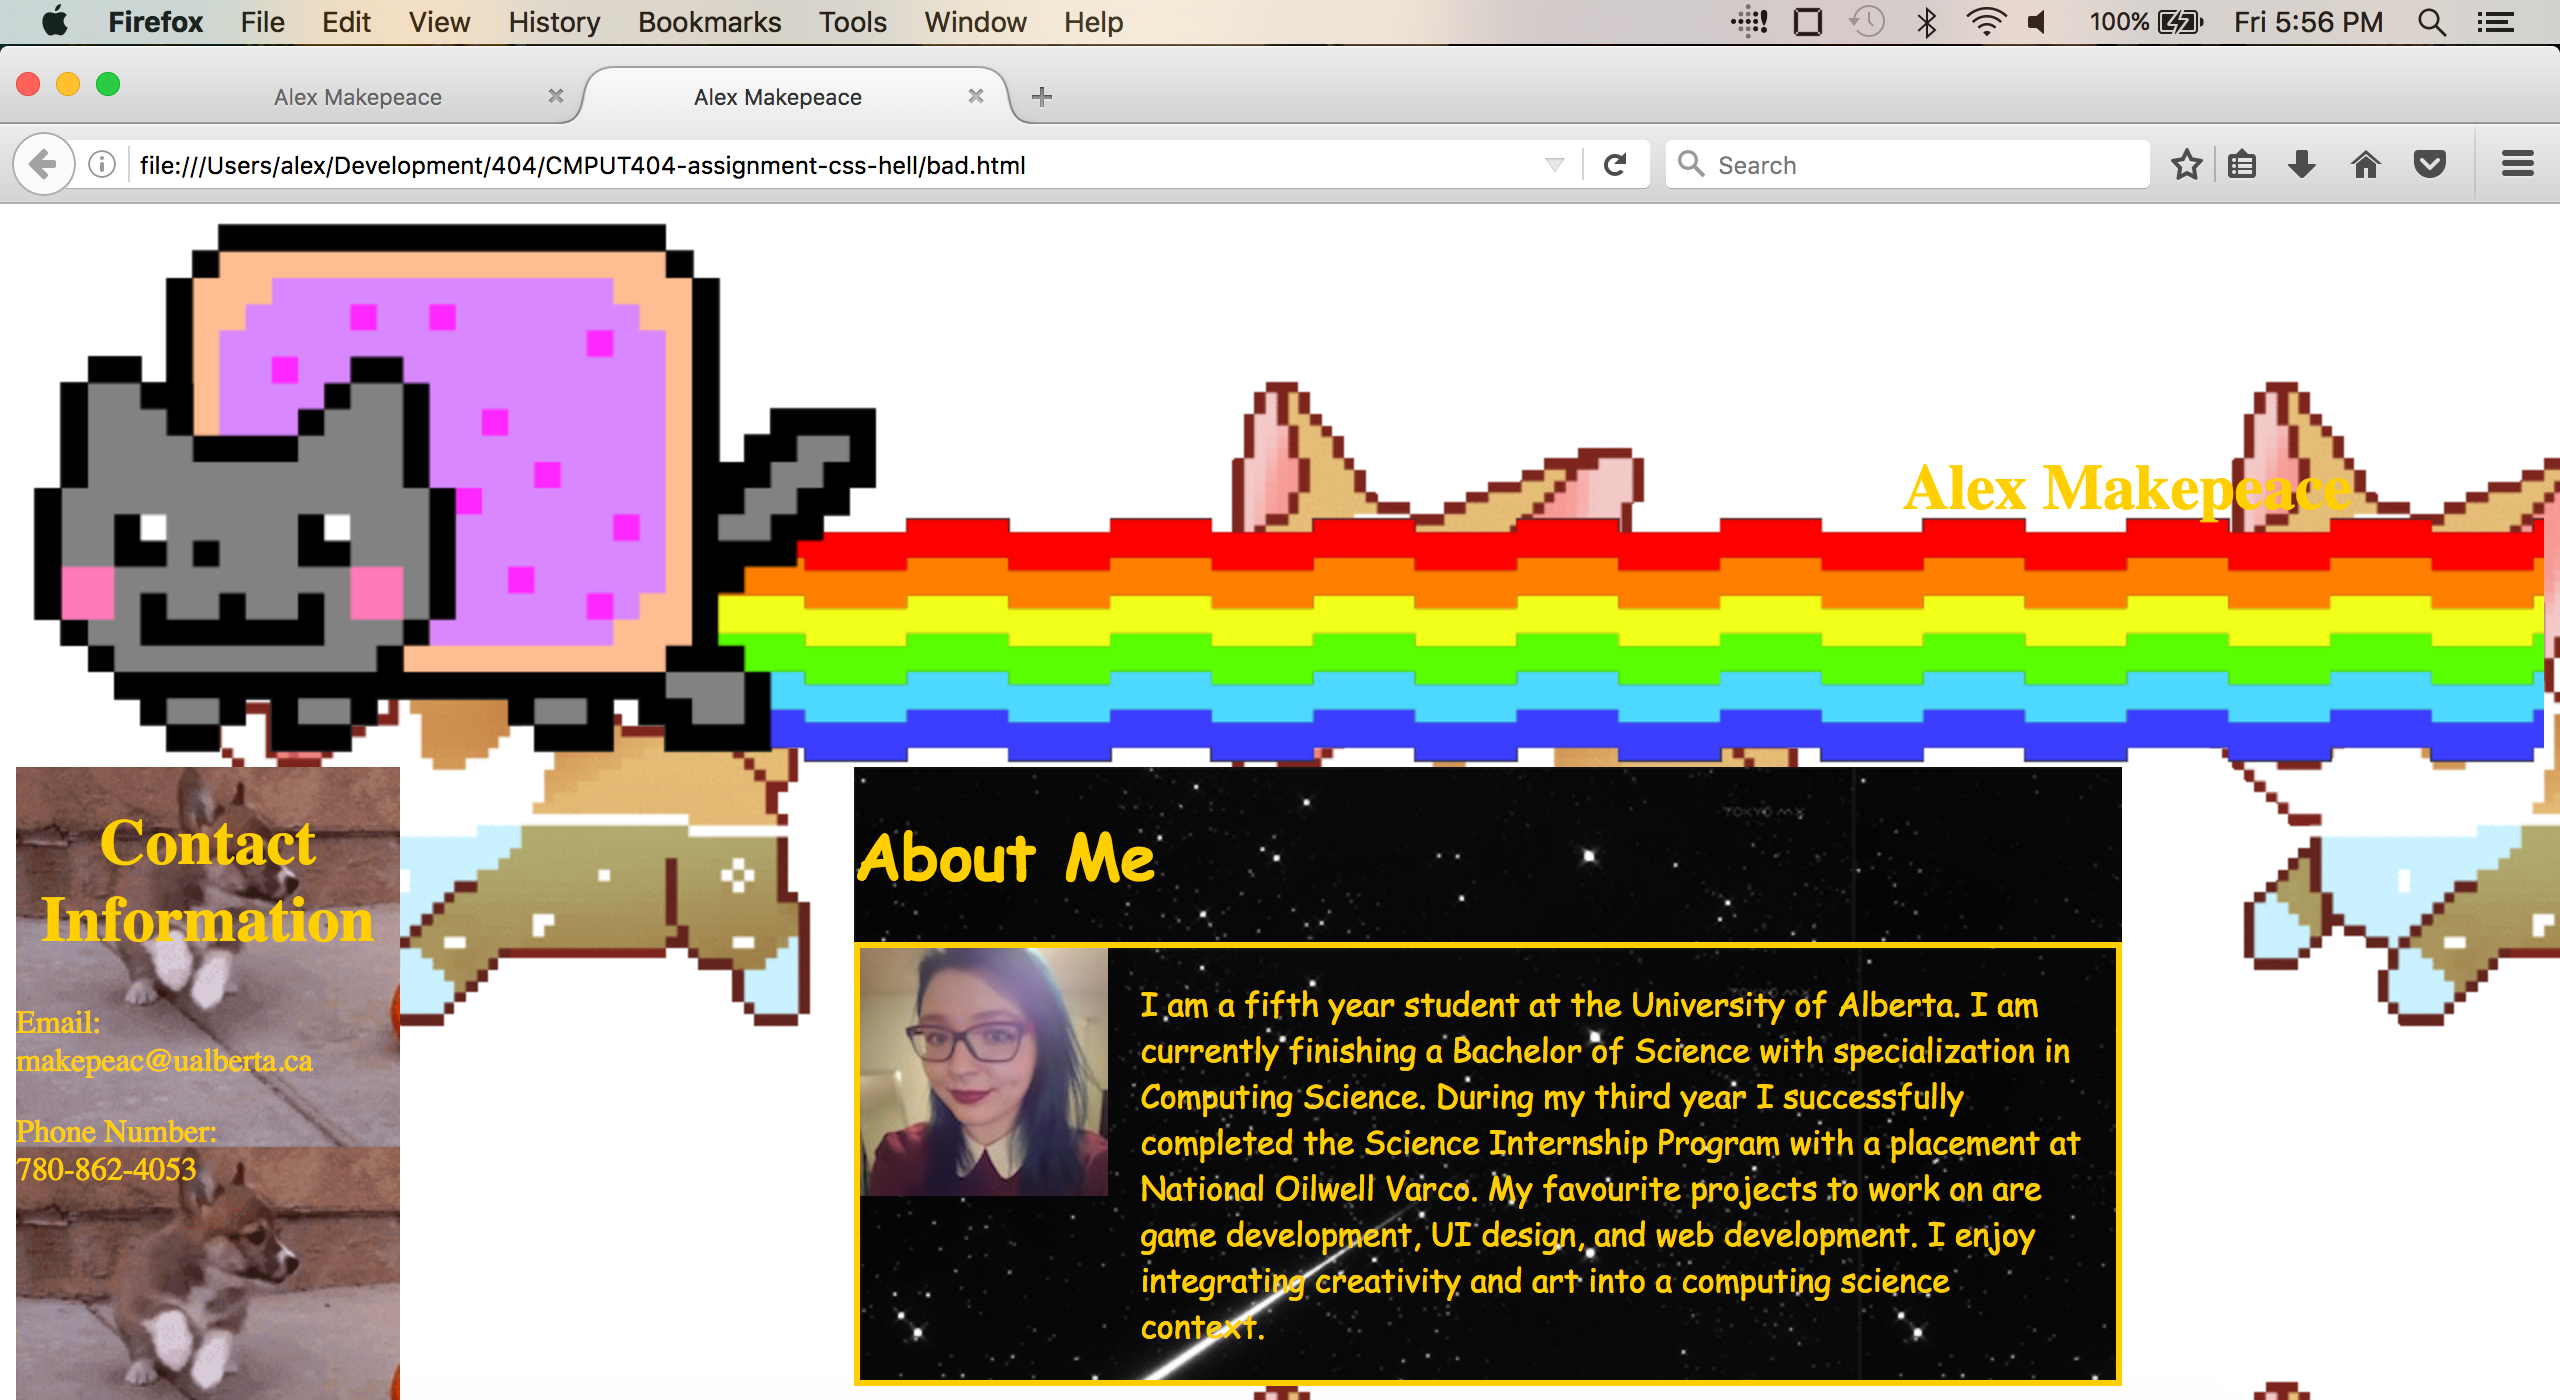 Firefox File Edit View History Bookmarks Tools Window Help 100% Fri 5:56 PM
Alex Makepeace Alex Makepeace
file:///Users/alex/Development/404/CMPUT404-assignment-css-hell/bad.html Search
Alex Makepeace
Contact
Information
Email:
makepeac@ualberta.ca
Phone Number:
780-862-4053
TOKYO MX
About Me
I am a fifth year student at the University of Alberta. I am
currently finishing a Bachelor of Science with specialization in
Computing Science. During my third year I successfully
completed the Science Internship Program with a placement at
National Oilwell Varco. My favourite projects to work on are
game development, UI design, and web development. I enjoy
integrating creativity and art into a computing science
context.